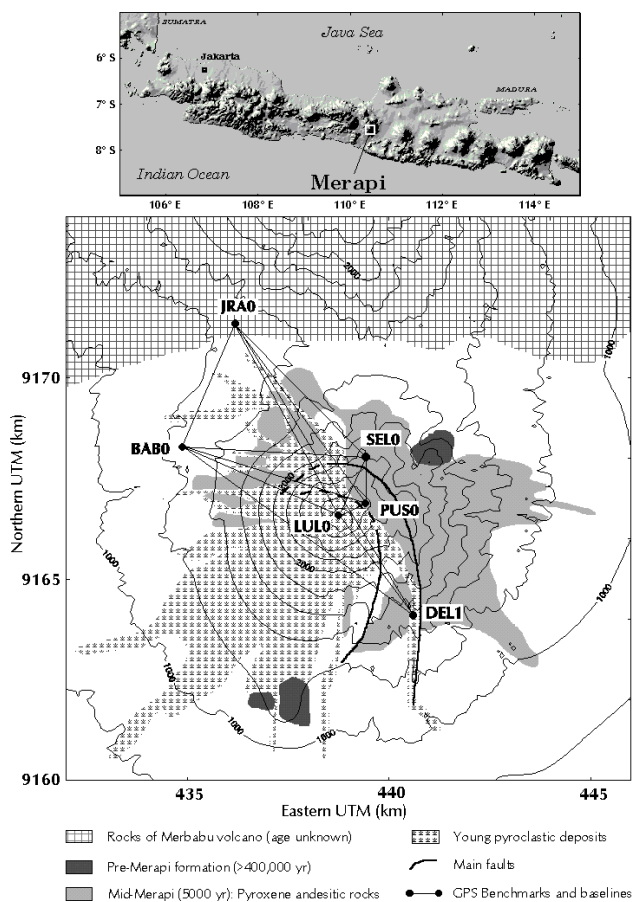 SUMATRA
Java Sea
Jakarta
6° S
MADURA
7° S
8° S
Indian Ocean
Merapi
106°E 108°E 110°E 112°E 114°E
2000
JRA0
1000
9170
BAB0
SEL0
PUS0
LUL0
Northern UTM (km)
2000
1000
9165
DEL1
1000
1000
1000
1000
9160
435 440 445
Eastern UTM (km)
Rocks of Merbabu volcano (age unknown)
Young pyroclastic deposits
Pre-Merapi formation (>400,000 yr)
Main faults
Mid-Merapi (5000 yr): Pyroxene andesitic rocks
GPS Benchmarks and baselines